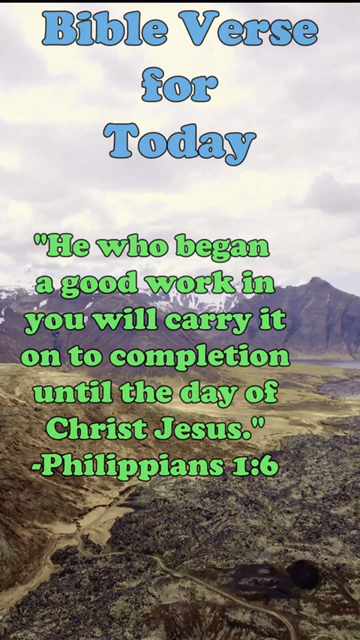 Bible Verse
for
Today
"He who began
a good work in
you will carry it
on to completion
until the day of
Christ Jesus."
-Philippians 1:6